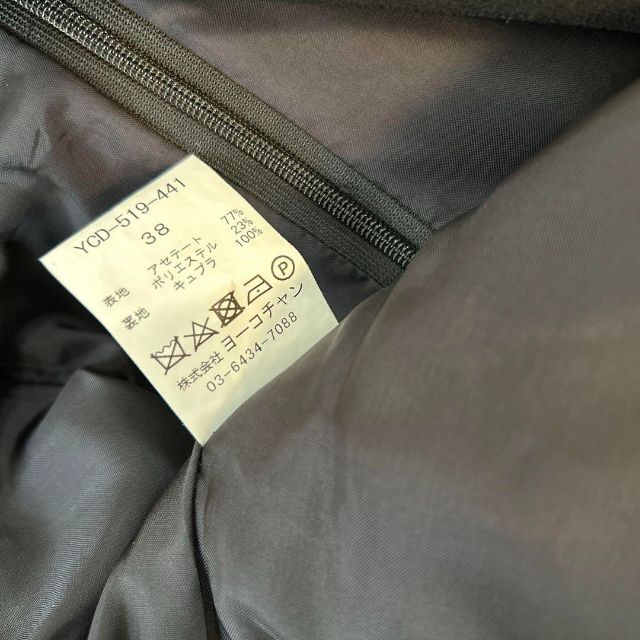 YCD-519-441
38
表地 アセテート 77%
ポリエステル 23%
裏地 キュプラ 100%
P
株式会社 ヨーコチャン
03-6434-7088